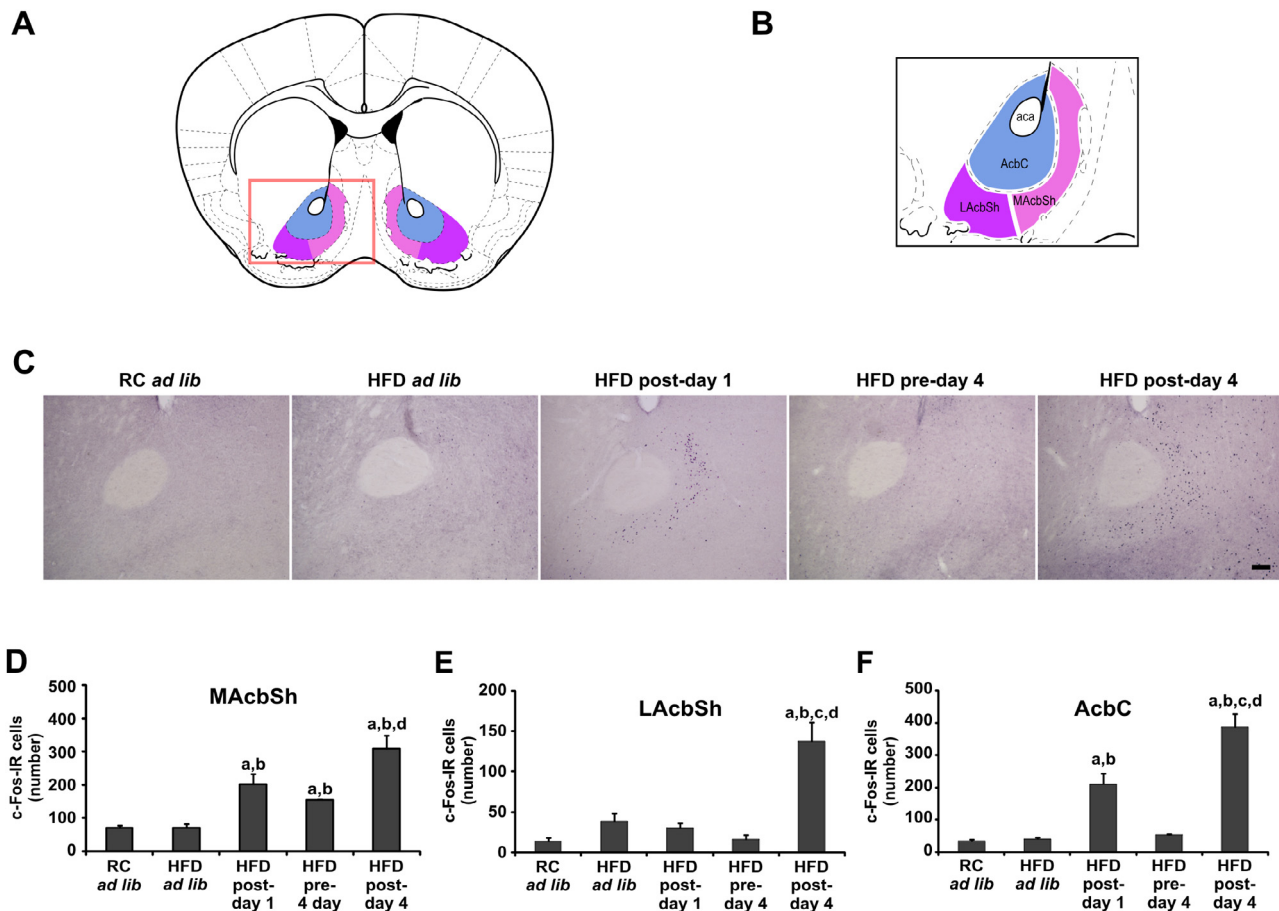 A
B
aca
AcbC
LAcbSh
MAcbSh
C
RC ad lib
HFD ad lib
HFD post-day 1
HFD pre-day 4
HFD post-day 4
D
MAcbSh
c-Fos-IR cells
(number)
500
400
300
200
100
0
a,b
a,b
a,b,d
RC
ad lib
HFD
ad lib
HFD
post-
day 1
HFD
pre-
4 day
HFD
post-
day 4
E
LAcbSh
c-Fos-IR cells
(number)
200
150
100
50
0
a,b,c,d
RC
ad lib
HFD
ad lib
HFD
post-
day 1
HFD
pre-
day 4
HFD
post-
day 4
F
AcbC
c-Fos-IR cells
(number)
500
400
300
200
100
0
a,b
a,b,c,d
RC
ad lib
HFD
ad lib
HFD
post-
day 1
HFD
pre-
day 4
HFD
post-
day 4